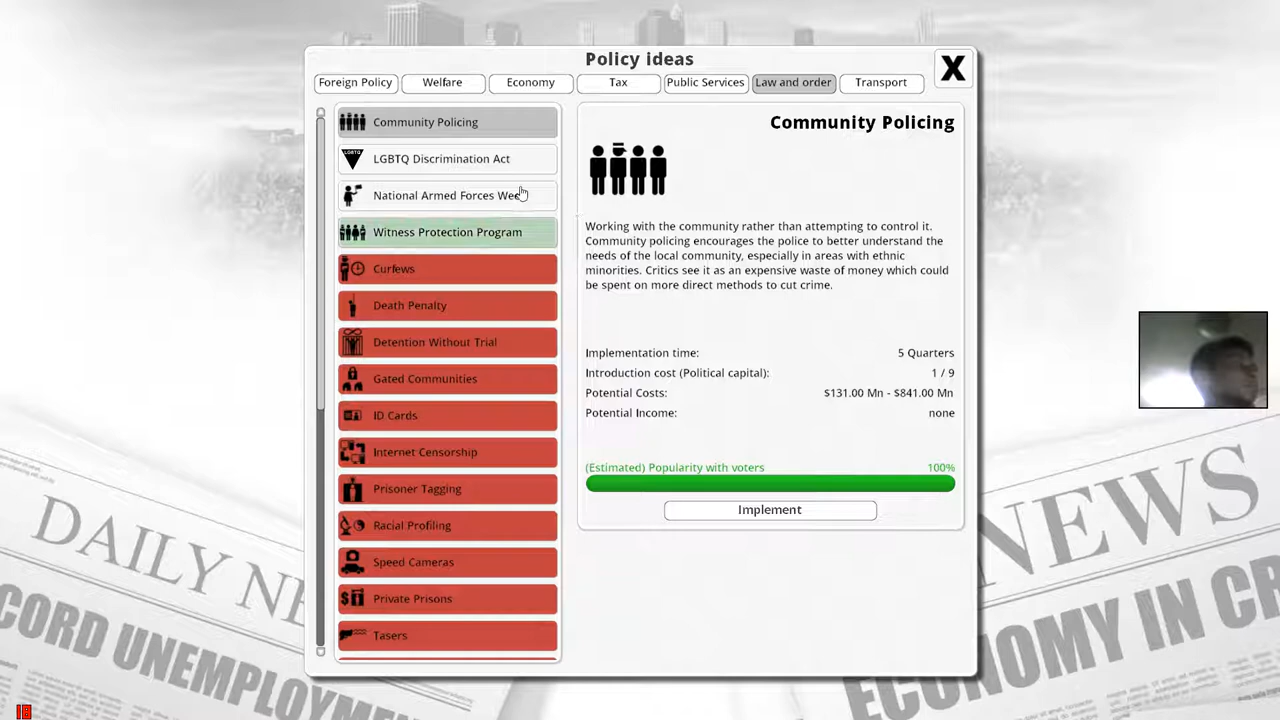 Policy ideas
X
Foreign Policy
Welfare
Economy
Tax
Public Services
Law and order
Transport
Community Policing
LGBTQ Discrimination Act
National Armed Forces
Witness Protection Program
Curfews
Death Penalty
Detention Without Trial
Gated Communities
ID Cards
Internet Censorship
Prisoner Tagging
Racial Profiling
Speed Cameras
Private Prisons
Tasers
Community Policing
Working with the community rather than attempting to control it.
Community policing encourages the police to better understand the
needs of the local community, especially in areas with ethnic
minorities. Critics see it as an expensive waste of money which could
be spent on more direct methods to cut crime.
Implementation time: 5 Quarters
Introduction cost (Political capital): 1 / 9
Potential Costs: $131.00 Mn - $841.00 Mn
Potential Income: none
(Estimated) Popularity with voters 100%
Implement
DAILY
NEWS
ECONOMY IN
18